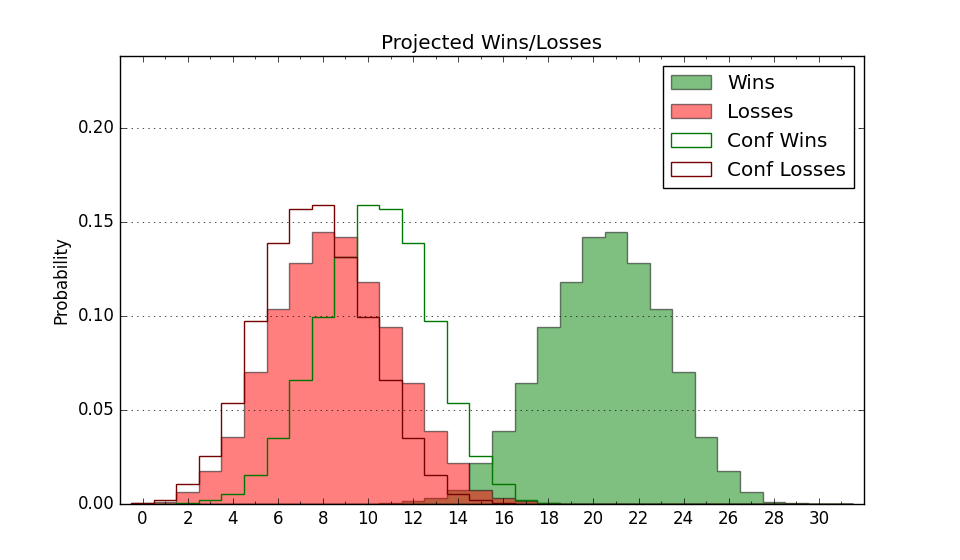 Projected Wins/Losses
Wins
Losses
Conf Wins
Conf Losses
Probability
0.20
0.15
0.10
0.05
0.00
0 2 4 6 8 10 12 14 16 18 20 22 24 26 28 30